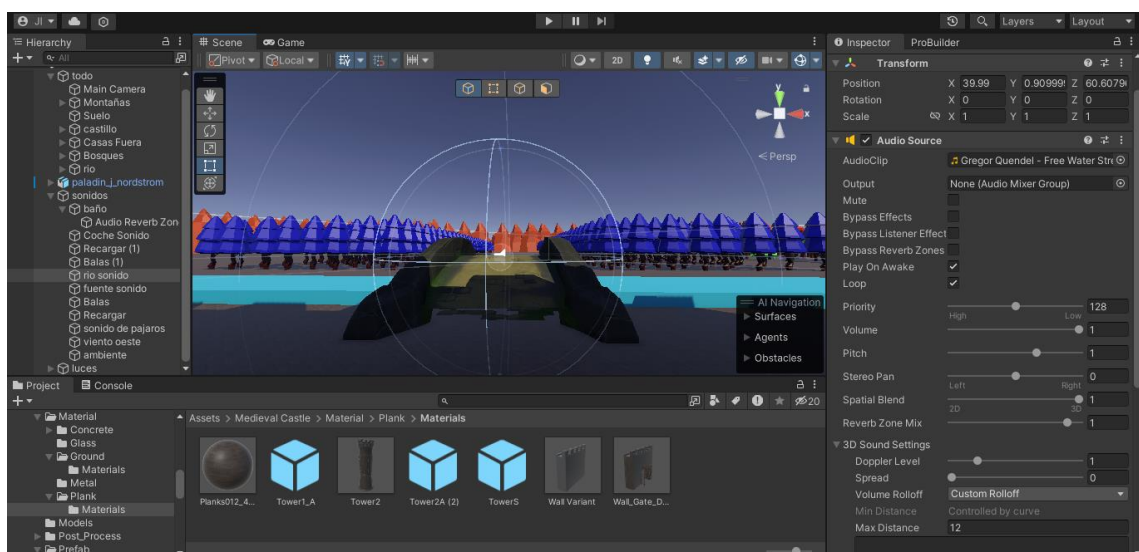 JI
Layers
Layout
Hierarchy
All
todo
Main Camera
Montañas
Suelo
castillo
Casas Fuera
Bosques
rio
paladin_j_nordstrom
sonidos
baño
Audio Reverb Zon
Coche Sonido
Recargar (1)
Balas (1)
rio sonido
fuente sonido
Balas
Recargar
sonido de pajaros
viento oeste
ambiente
luces
Scene Game
Pivot Local 2D
y
x
Persp
AI Navigation
Surfaces
Agents
Obstacles
Inspector ProBuilder
Transform
Position X 39.99 Y 0.90999! Z 60.6079
Rotation X 0 Y 0 Z 0
Scale X 1 Y 1 Z 1
Audio Source
AudioClip Gregor Quendel - Free Water Stre
Output None (Audio Mixer Group)
Mute
Bypass Effects
Bypass Listener Effect
Bypass Reverb Zones
Play On Awake
Loop
Priority 128
High Low
Volume 1
Pitch 1
Stereo Pan 0
Left Right
Spatial Blend 1
2D 3D
Reverb Zone Mix 1
3D Sound Settings
Doppler Level 1
Spread 0
Volume Rolloff Custom Rolloff
Min Distance Controlled by curve
Max Distance 12
Project Console
20
Material
Concrete
Glass
Ground
Materials
Metal
Plank
Materials
Models
Post_Process
Prefab
Assets > Medieval Castle > Material > Plank > Materials
Planks012_4... Tower1_A Tower2 Tower2A (2) TowerS Wall Variant Wall_Gate_D...